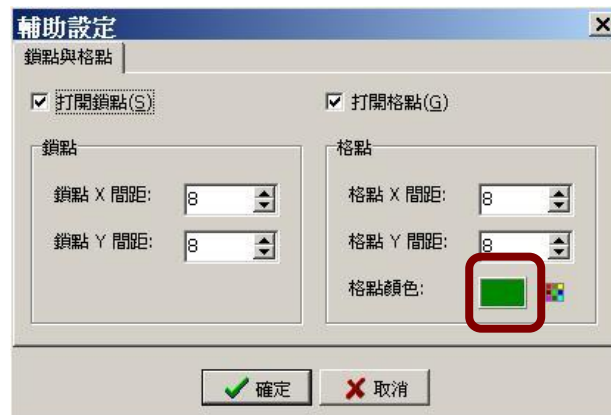 輔助設定
鎖點與格點
打開鎖點(S)
打開格點(G)
鎖點
鎖點 X 間距: 8
鎖點 Y 間距: 8
格點
格點 X 間距: 8
格點 Y 間距: 8
格點顏色:
確定
取消